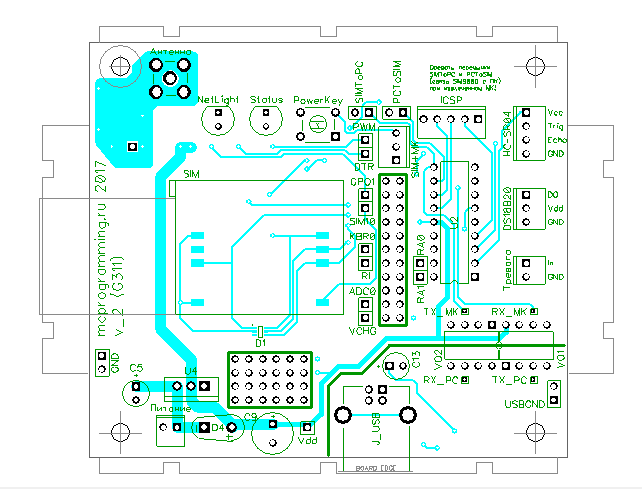 Антенна
NetLight
Status
PowerKey
SIMToPC
PCToSIM
Соеденить перемычки
SIMToPC и PCToSIM
(связь SIM9880 с ПК)
при извлеченном МК!
ICSP
PWM
DTR
SIM+MK
HC-SR04
Vcc
Trig
Echo
GND
SIM
GPO1
SIM10
KBR0
RI
ADC0
VCHG
U2
DS18B20
DQ
Vdd
GND
RA0
RA1
Тревога
In
GND
mcprogramming.ru 2017
v_2 (G311)
TX_MK
RX_MK
D1
GND
C5
U4
VO2
VO1
RX_PC
TX_PC
C13
USBGND
Питание
D4
+
C9
Vdd
J_USB
BOARD EDGE